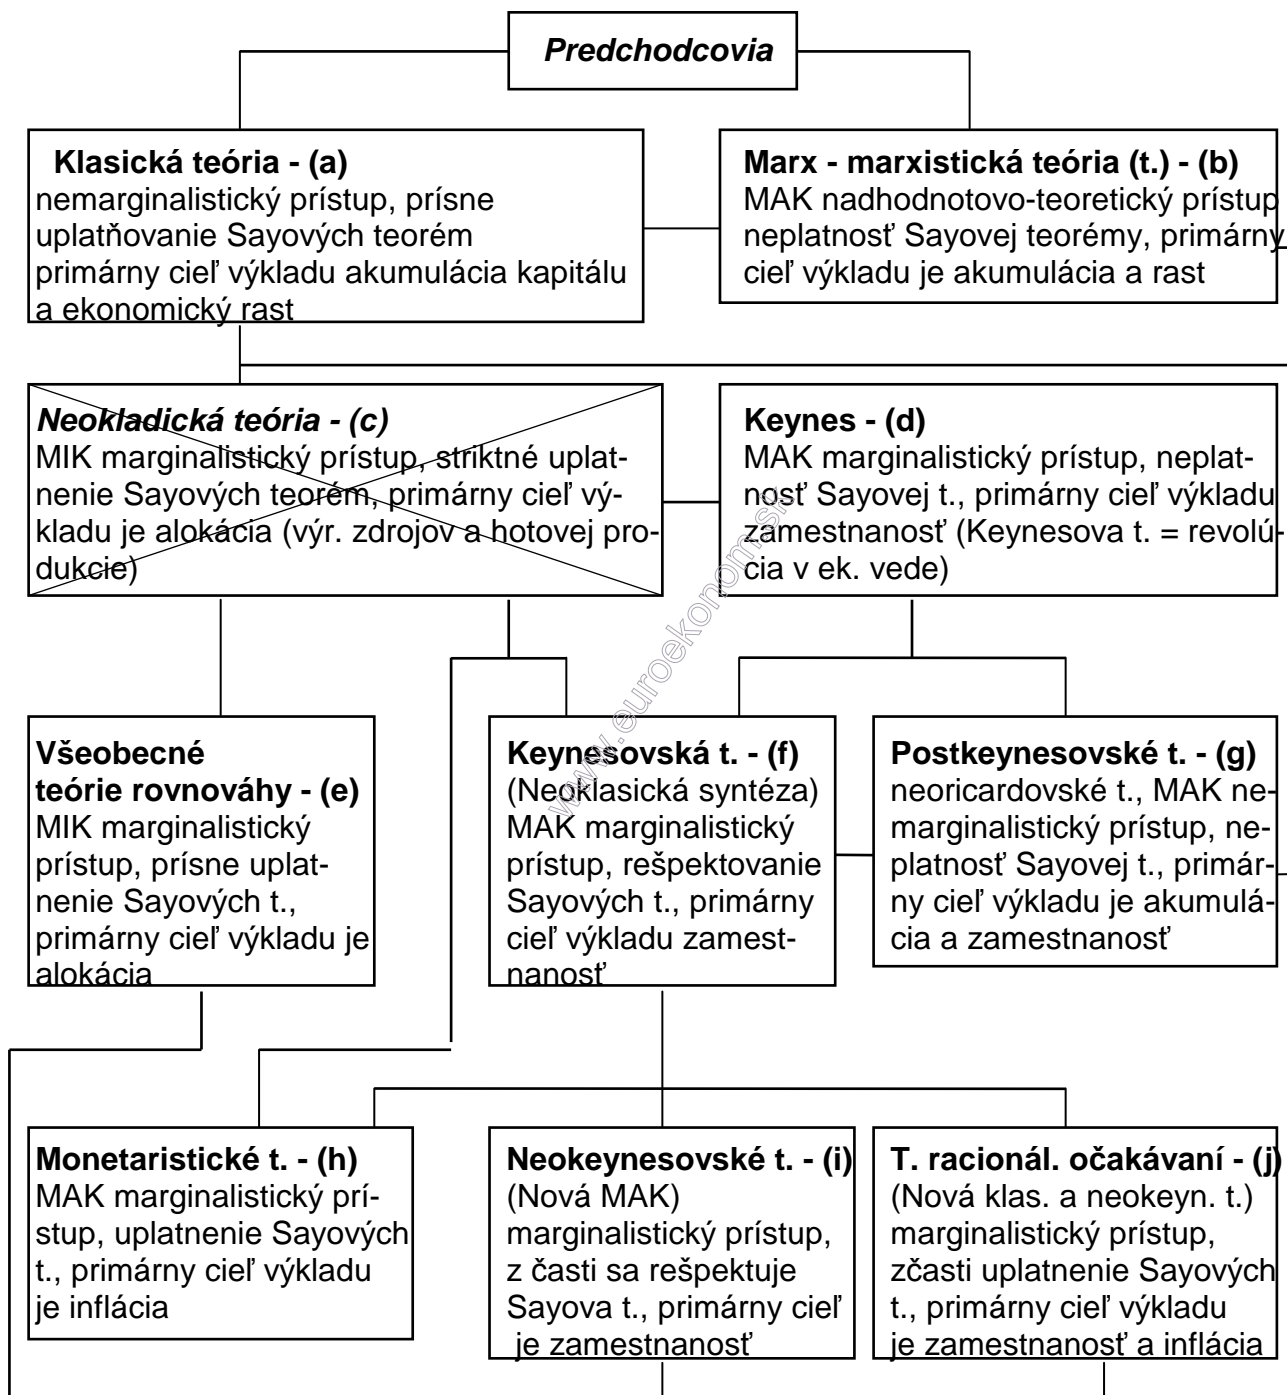 Predchodcovia
Klasická teória - (a)
nemarginalistický prístup, prísne
uplatňovanie Sayových teorém
primárny cieľ výkladu akumulácia kapitálu
a ekonomický rast
Marx - marxistická teória (t.) - (b)
MAK nadhodnotovo-teoretický prístup
neplatnosť Sayovej teorémy, primárny
cieľ výkladu je akumulácia a rast
Neokladická teória - (c)
MIK marginalistický prístup, striktné uplat-
nenie Sayových teorém, primárny cieľ vý-
kladu je alokácia (výr. zdrojov a hotovej pro-
dukcie)
Keynes - (d)
MAK marginalistický prístup, neplat-
nosť Sayovej t., primárny cieľ výkladu
zamestnanosť (Keynesova t. = revolú-
cia v ek. vede)
www.euroekonom.sk
Všeobecné
teórie rovnováhy - (e)
MIK marginalistický
prístup, prísne uplat-
nenie Sayových t.,
primárny cieľ výkladu je
alokácia
Keynesovská t. - (f)
(Neoklasická syntéza)
MAK marginalistický
prístup, rešpektovanie
Sayových t., primárny
cieľ výkladu zamest-
nanosť
Postkeynesovské t. - (g)
neoricardovské t., MAK ne-
marginalistický prístup, ne-
platnosť Sayovej t., primár-
ny cieľ výkladu je akumulá-
cia a zamestnanosť
Monetaristické t. - (h)
MAK marginalistický prí-
stup, uplatnenie Sayových
t., primárny cieľ výkladu
je inflácia
Neokeynesovské t. - (i)
(Nová MAK)
marginalistický prístup,
z časti sa rešpektuje
Sayova t., primárny cieľ
je zamestnanosť
T. racionál. očakávaní - (j)
(Nová klas. a neokeyn. t.)
marginalistický prístup,
zčasti uplatnenie Sayových
t., primárny cieľ výkladu
je zamestnanosť a inflácia